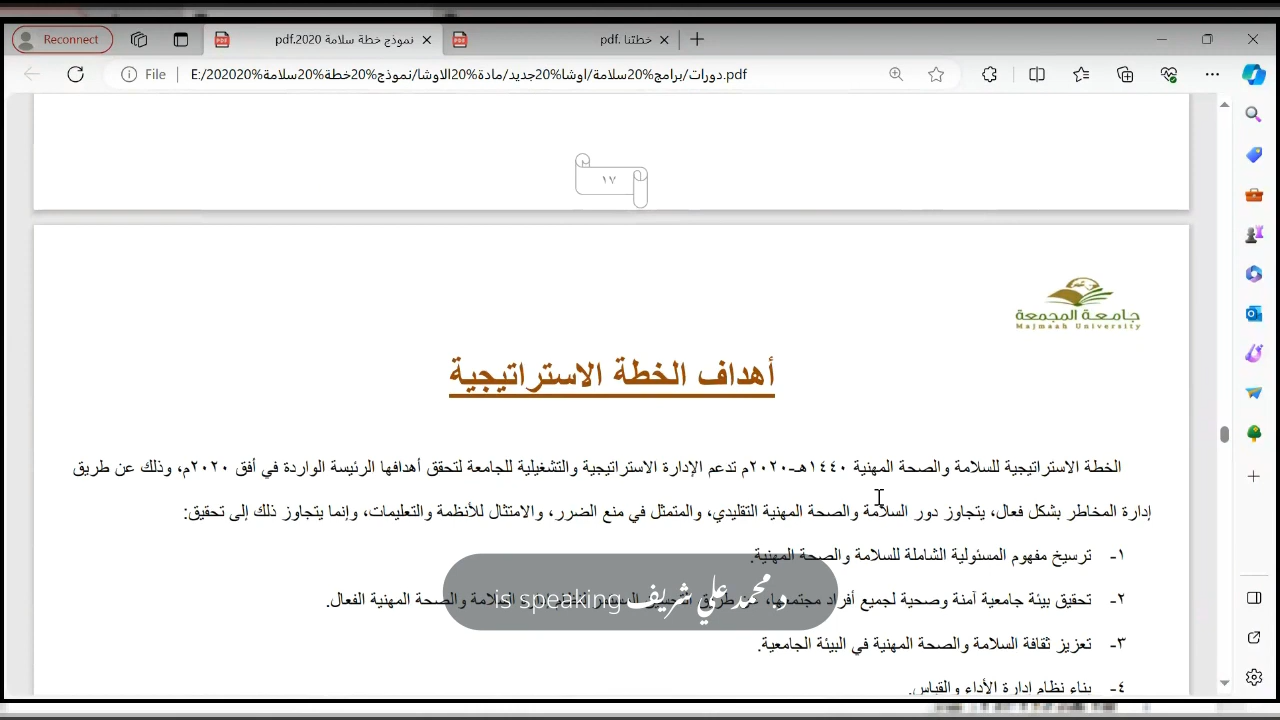 Reconnect
نموذج خطة سلامة 2020.pdf
خطتنا .pdf
File
E:/دورات/برامج%20سلامة/اوشا%20جديد/مادة%20الاوشا/نموذج%20خطة%20سلامة%202020.pdf
١٧
جامعة المجمعة
Majmaah University
أهداف الخطة الاستراتيجية
الخطة الاستراتيجية للسلامة والصحة المهنية ١٤٤٠هـ-٢٠٢٠م تدعم الإدارة الاستراتيجية والتشغيلية للجامعة لتحقق أهدافها الرئيسة الواردة في أفق ٢٠٢٠م، وذلك عن طريق
إدارة المخاطر بشكل فعال، يتجاوز دور السلامة والصحة المهنية التقليدي، والمتمثل في منع الضرر، والامتثال للأنظمة والتعليمات، وإنما يتجاوز ذلك إلى تحقيق:
١- ترسيخ مفهوم المسئولية الشاملة للسلامة والصحة المهنية.
٢- تحقيق بيئة جامعية آمنة وصحية لجميع أفراد مجتمعها، عن طريق السلامة والصحة المهنية الفعال.
د. محمد علي شريف is speaking
٣- تعزيز ثقافة السلامة والصحة المهنية في البيئة الجامعية.
٤- بناء نظام إدارة الأداء والقياس.